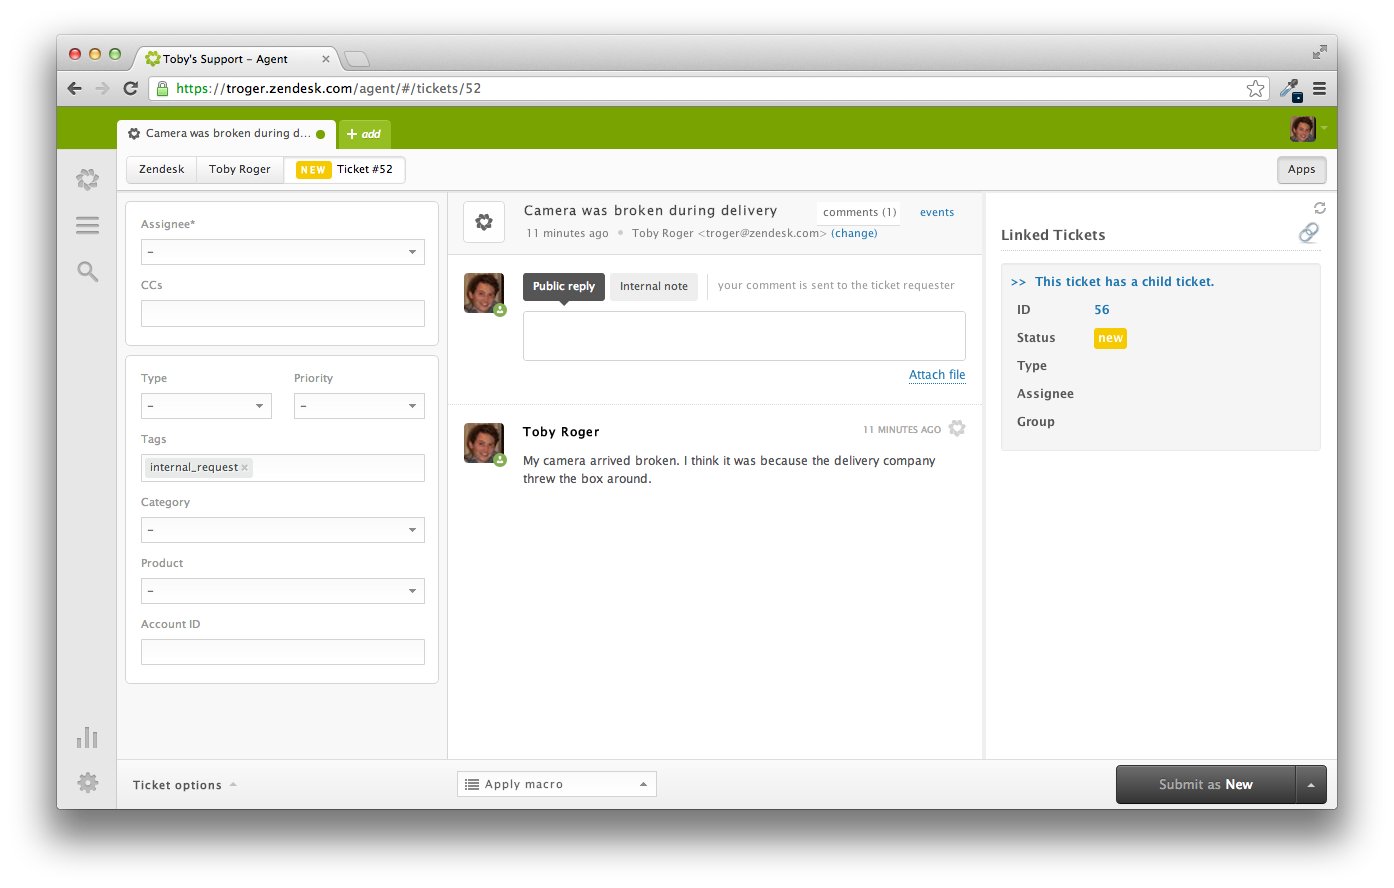 Toby's Support – Agent ×
https://troger.zendesk.com/agent/#/tickets/52
Camera was broken during d...
+ add
Zendesk
Toby Roger
NEW Ticket #52
Apps
Assignee*
–
CCs
Type
–
Priority
–
Tags
internal_request ×
Category
–
Product
–
Account ID
Camera was broken during delivery
comments (1)
events
11 minutes ago • Toby Roger <troger@zendesk.com> (change)
Public reply
Internal note
your comment is sent to the ticket requester
Attach file
Toby Roger
11 MINUTES AGO
My camera arrived broken. I think it was because the delivery company
threw the box around.
Linked Tickets
>> This ticket has a child ticket.
ID 56
Status new
Type
Assignee
Group
Ticket options
Apply macro
Submit as New